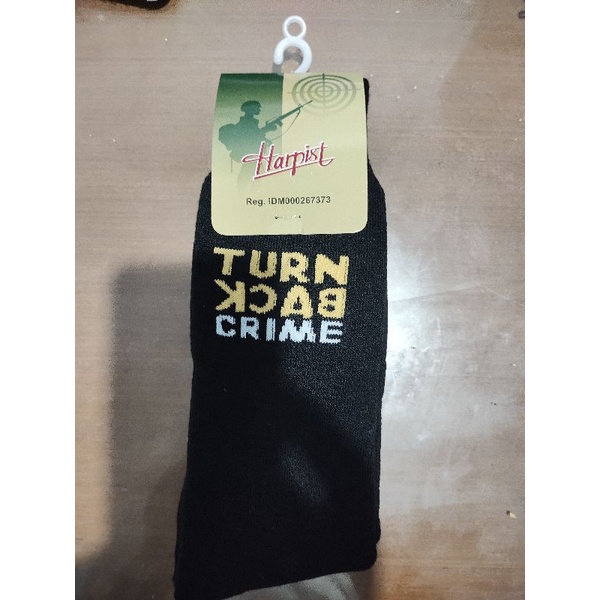 Harpist
Reg. IDM000267373
TURN
BACK
CRIME